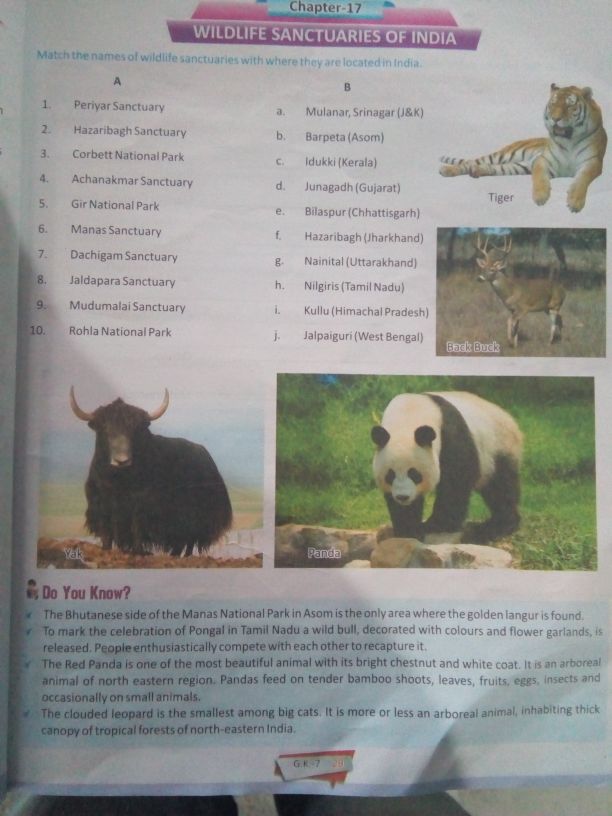 Chapter-17
WILDLIFE SANCTUARIES OF INDIA
Match the names of wildlife sanctuaries with where they are located in India.
A B
1. Periyar Sanctuary a. Mulanar, Srinagar (J&K)
2. Hazaribagh Sanctuary b. Barpeta (Asom)
3. Corbett National Park c. Idukki (Kerala)
4. Achanakmar Sanctuary d. Junagadh (Gujarat)
Tiger
5. Gir National Park e. Bilaspur (Chhattisgarh)
6. Manas Sanctuary f. Hazaribagh (Jharkhand)
7. Dachigam Sanctuary g. Nainital (Uttarakhand)
8. Jaldapara Sanctuary h. Nilgiris (Tamil Nadu)
9. Mudumalai Sanctuary i. Kullu (Himachal Pradesh)
10. Rohla National Park j. Jalpaiguri (West Bengal)
Back Buck
Yak
Panda
Do You Know?
The Bhutanese side of the Manas National Park in Asom is the only area where the golden langur is found.
To mark the celebration of Pongal in Tamil Nadu a wild bull, decorated with colours and flower garlands, is
released. People enthusiastically compete with each other to recapture it.
The Red Panda is one of the most beautiful animal with its bright chestnut and white coat. It is an arboreal
animal of north eastern region. Pandas feed on tender bamboo shoots, leaves, fruits, eggs, insects and
occasionally on small animals.
The clouded leopard is the smallest among big cats. It is more or less an arboreal animal, inhabiting thick
canopy of tropical forests of north-eastern India.
G.K.-7 29